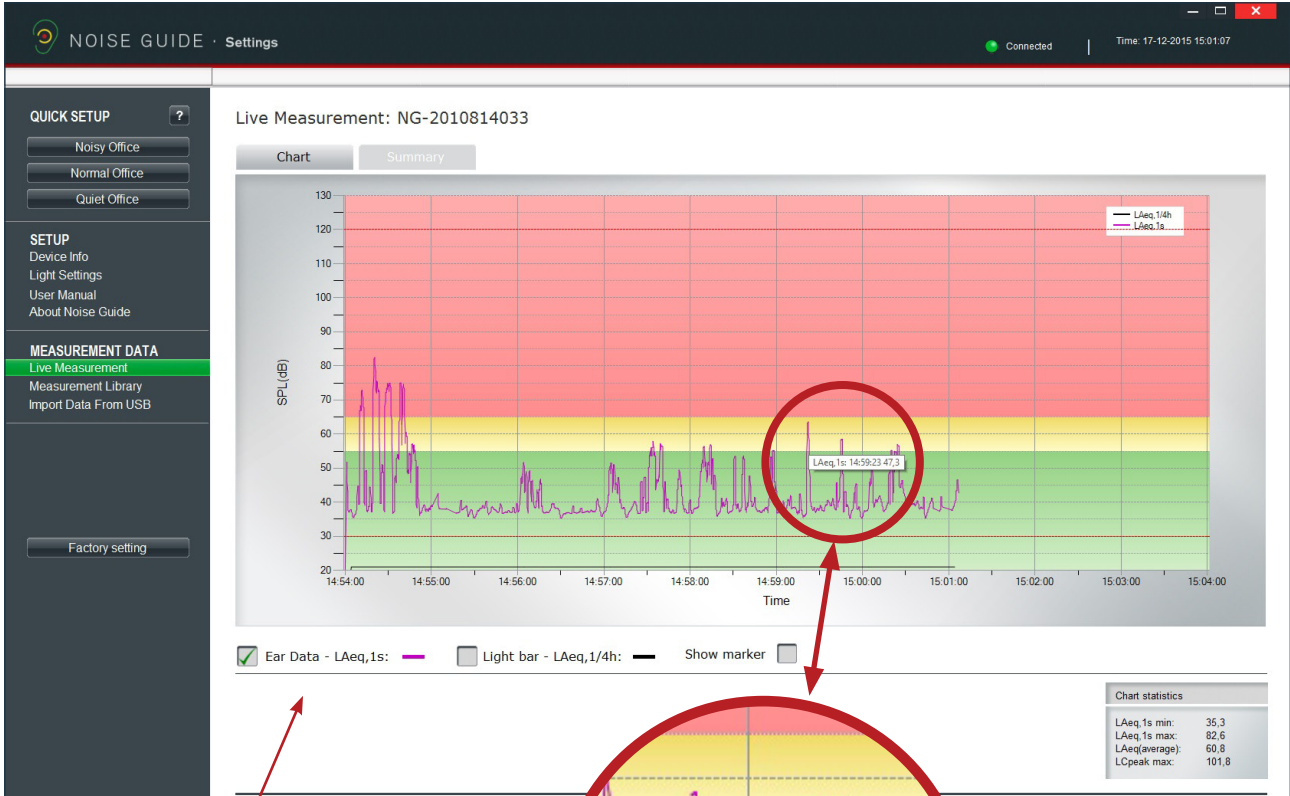 NOISE GUIDE · Settings
Connected
Time: 17-12-2015 15:01:07
QUICK SETUP ?
Noisy Office
Normal Office
Quiet Office
SETUP
Device Info
Light Settings
User Manual
About Noise Guide
MEASUREMENT DATA
Live Measurement
Measurement Library
Import Data From USB
Factory setting
Live Measurement: NG-2010814033
Chart Summary
SPL(dB)
130
120
110
100
90
80
70
60
50
40
30
20
LAeq,1/4h
LAeq,1s
LAeq,1s: 14:59:23 47,3
14:54:00 14:55:00 14:56:00 14:57:00 14:58:00 14:59:00 15:00:00 15:01:00 15:02:00 15:03:00 15:04:00
Time
Ear Data - LAeq,1s: Light bar - LAeq,1/4h: Show marker
Chart statistics
LAeq,1s min: 35,3
LAeq,1s max: 82,6
LAeq(average): 60,8
LCpeak max: 101,8